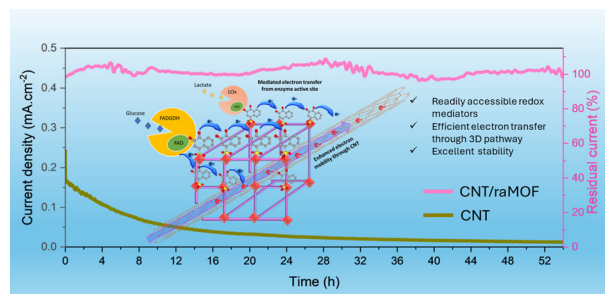 0.5
0.4
0.3
0.2
0.1
0.0
Current density (mA.cm⁻²)
0
4
8
12
16
20
24
28
32
36
40
44
48
52
Time (h)
100
80
60
40
20
0
Residual current (%)
Lactate
LOx
Mediated electron transfer
from enzyme active site
Glucose
FADGDH
FAD
Enhanced electron
mobility through CNT
✓ Readily accessible redox
mediators
✓ Efficient electron transfer
through 3D pathway
✓ Excellent stability
CNT/raMOF
CNT